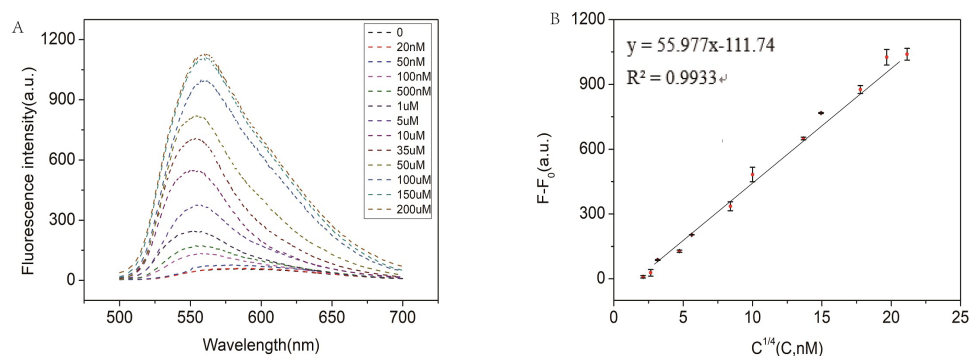 A
1200
900
600
300
0
500
550
600
650
700
Fluorescence intensity(a.u.)
Wavelength(nm)
0
20nM
50nM
100nM
500nM
1uM
5uM
10uM
35uM
50uM
100uM
150uM
200uM
B
y = 55.977x-111.74
R² = 0.9933
1200
900
600
300
0
0
5
10
15
20
25
F-F₀(a.u.)
C^1/4(C,nM)